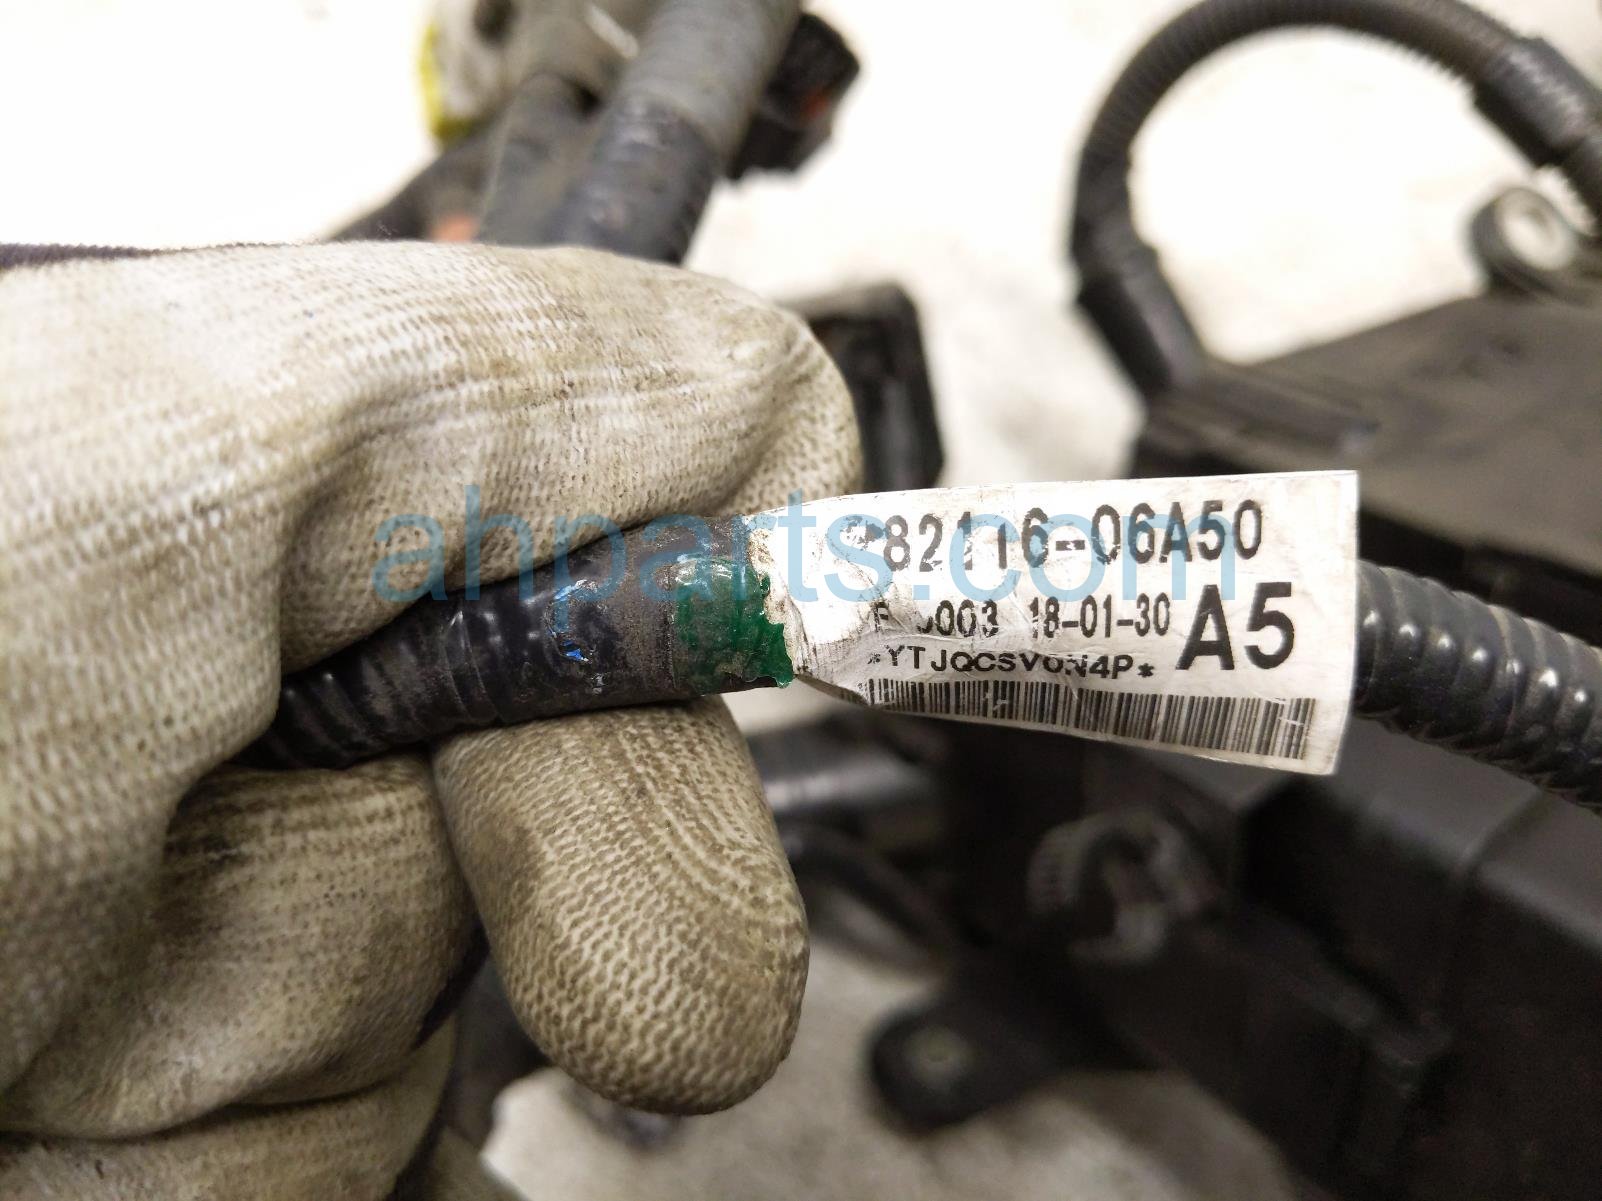 82116-06A50
0003 18-01-30 A5
*YTJQCSV0N4P*
ahparts.com